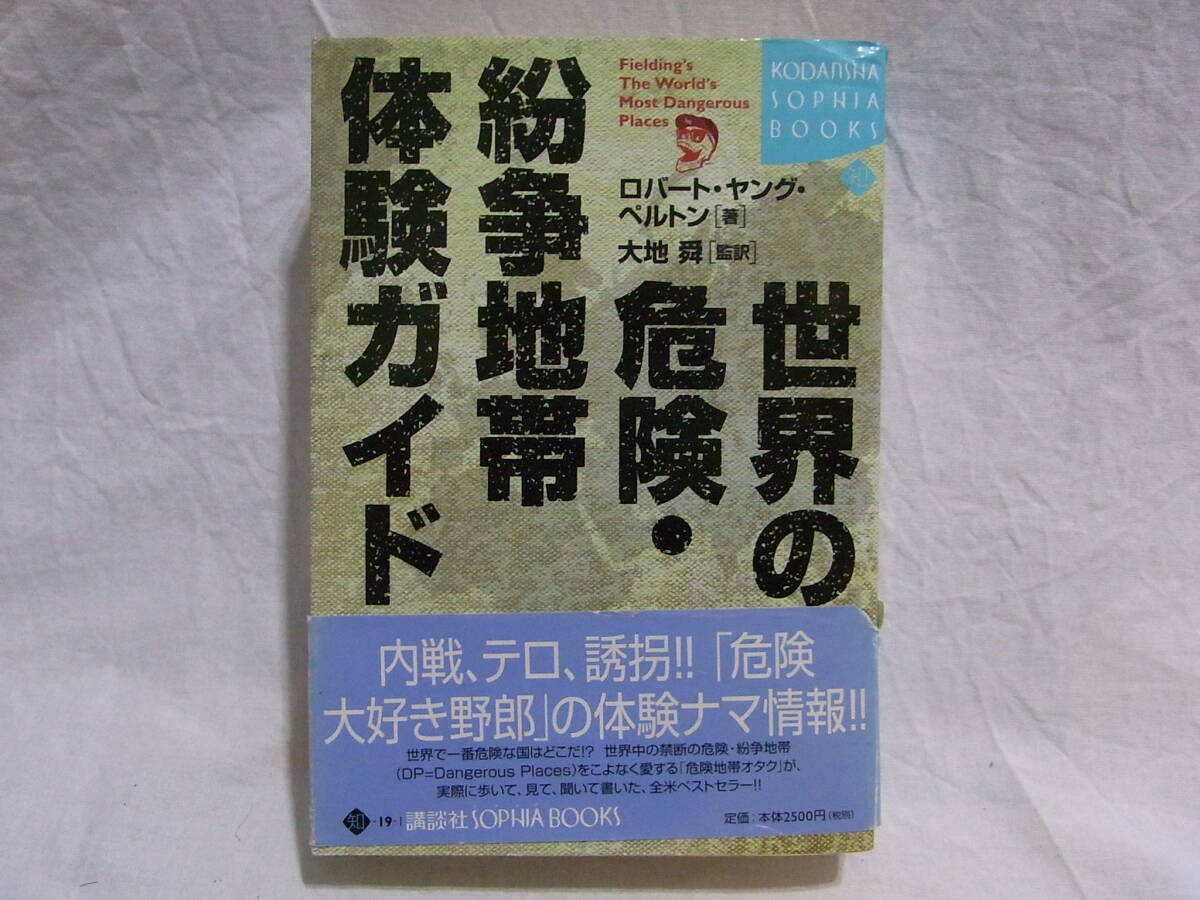 世界の
危険・
紛争地帯
体験ガイド
Fielding's
The World's
Most Dangerous
Places
KODANSHA
SOPHIA
BOOKS
知
ロバート・ヤング・
ペルトン[著]
大地 舜[監訳]
内戦、テロ、誘拐!!「危険
大好き野郎」の体験ナマ情報!!
世界で一番危険な国はどこだ!? 世界中の禁断の危険・紛争地帯
(DP=Dangerous Places)をこよなく愛する「危険地帯オタク」が、
実際に歩いて、見て、聞いて書いた、全米ベストセラー!!
知-19-1 講談社 SOPHIA BOOKS
定価:本体2500円(税別)